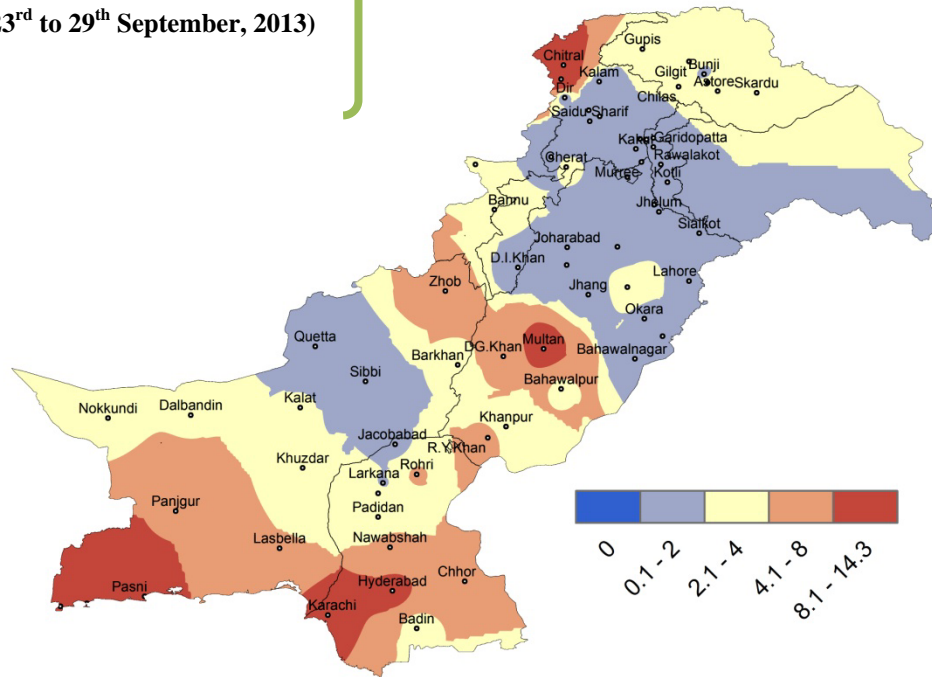 23rd to 29th September, 2013)
Gupis
Chitral
Bunji
Gilgit
Kalam
Astore
Skardu
Dir
Chilas
Saidu Sharif
Garidopatta
Cherat
Rawalakot
Murree
Kotli
Bannu
Jhelum
Sialkot
Joharabad
D.I.Khan
Lahore
Zhob
Jhang
Okara
Quetta
Multan
DG.Khan
Barkhan
Bahawalnagar
Sibbi
Bahawalpur
Kalat
Nokkundi
Dalbandin
Khanpur
Jacobabad
R.Y.Khan
Khuzdar
Rohri
Larkana
Panjgur
Padidan
Lasbella
Nawabshah
Pasni
Hyderabad
Chhor
Karachi
Badin
0
0.1 - 2
2.1 - 4
4.1 - 8
8.1 - 14.3